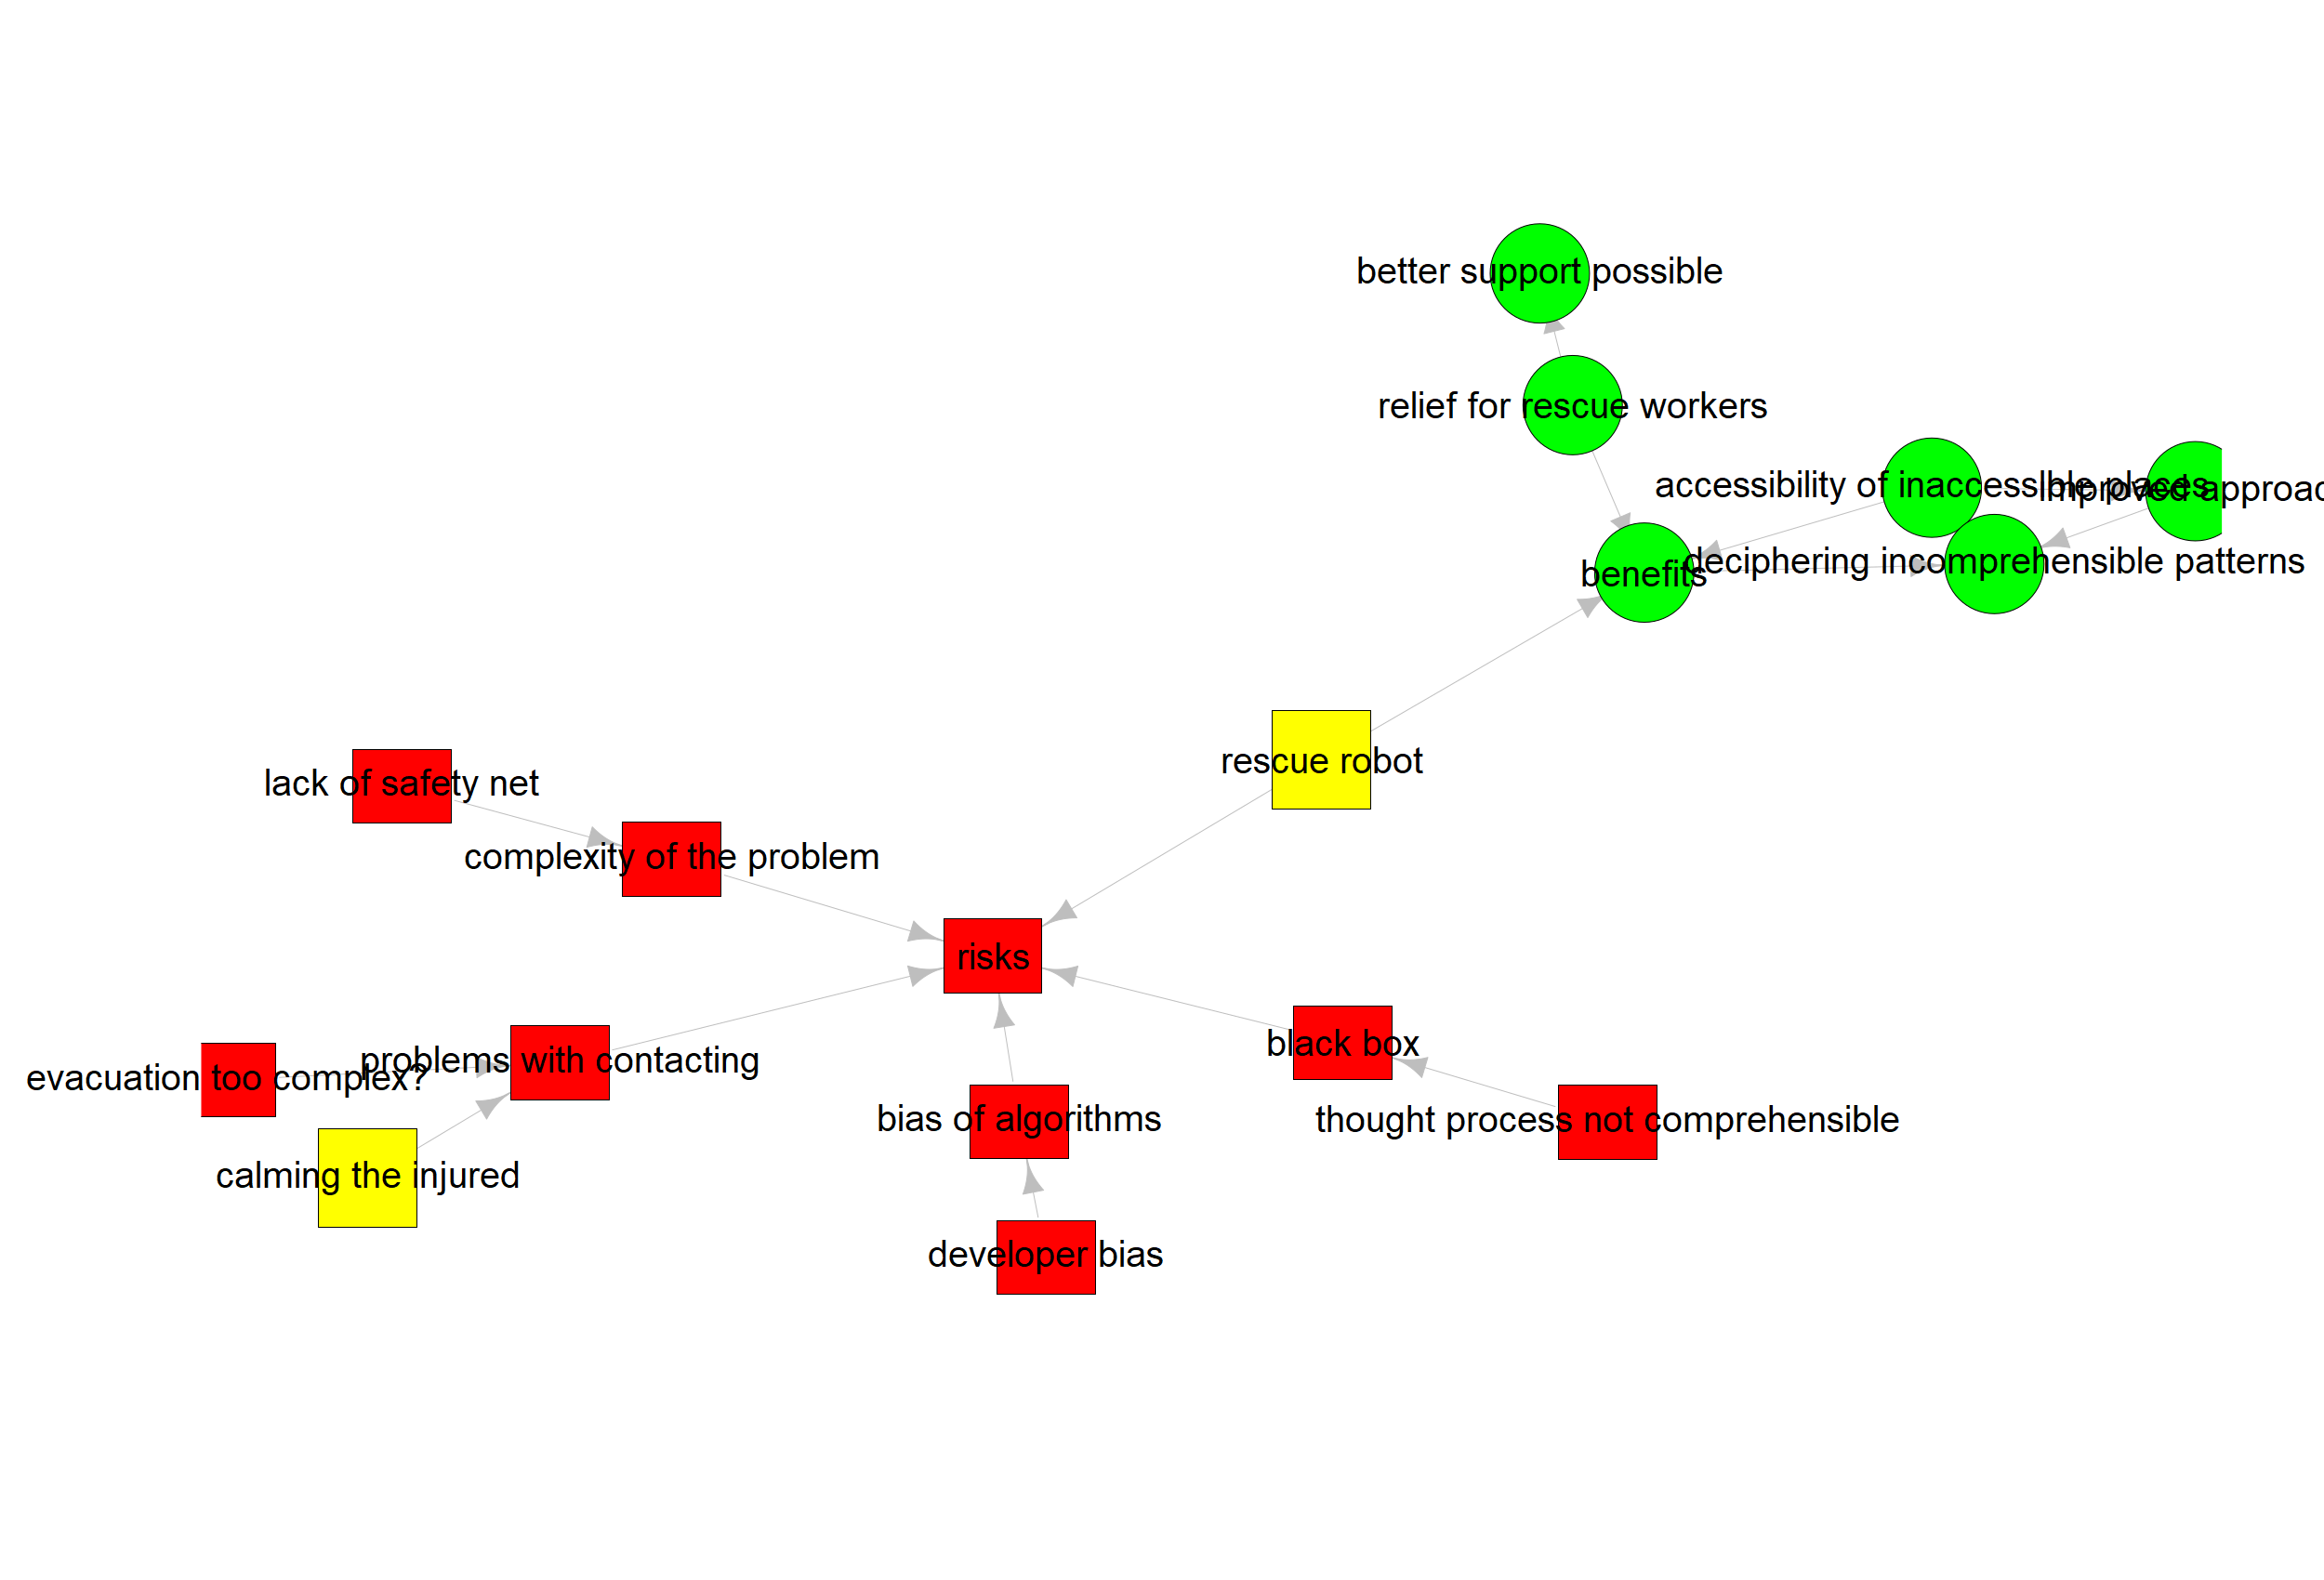 better support possible
relief for rescue workers
accessibility of inaccessible places
improved approac
deciphering incomprehensible patterns
benefits
rescue robot
lack of safety net
complexity of the problem
risks
black box
problems with contacting
evacuation too complex?
bias of algorithms
thought process not comprehensible
calming the injured
developer bias